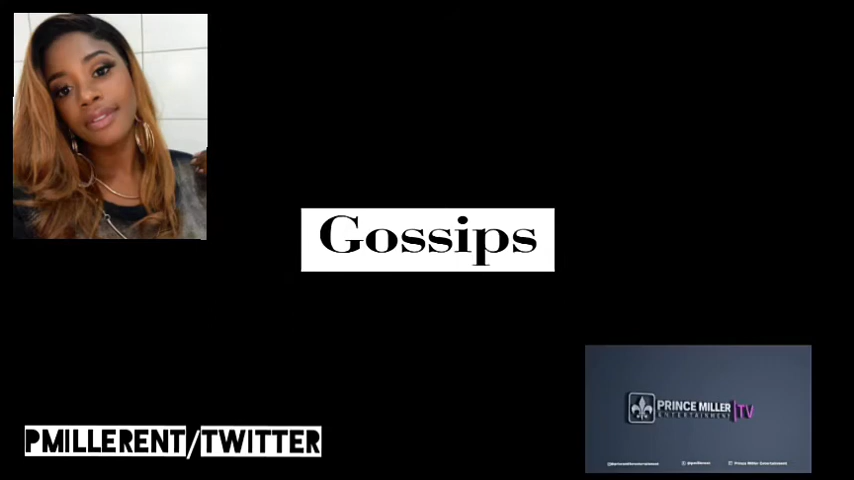 Gossips
PRINCE MILLER TV
ENTERTAINMENT
PMILLERENT/TWITTER
Prince Miller Entertainment